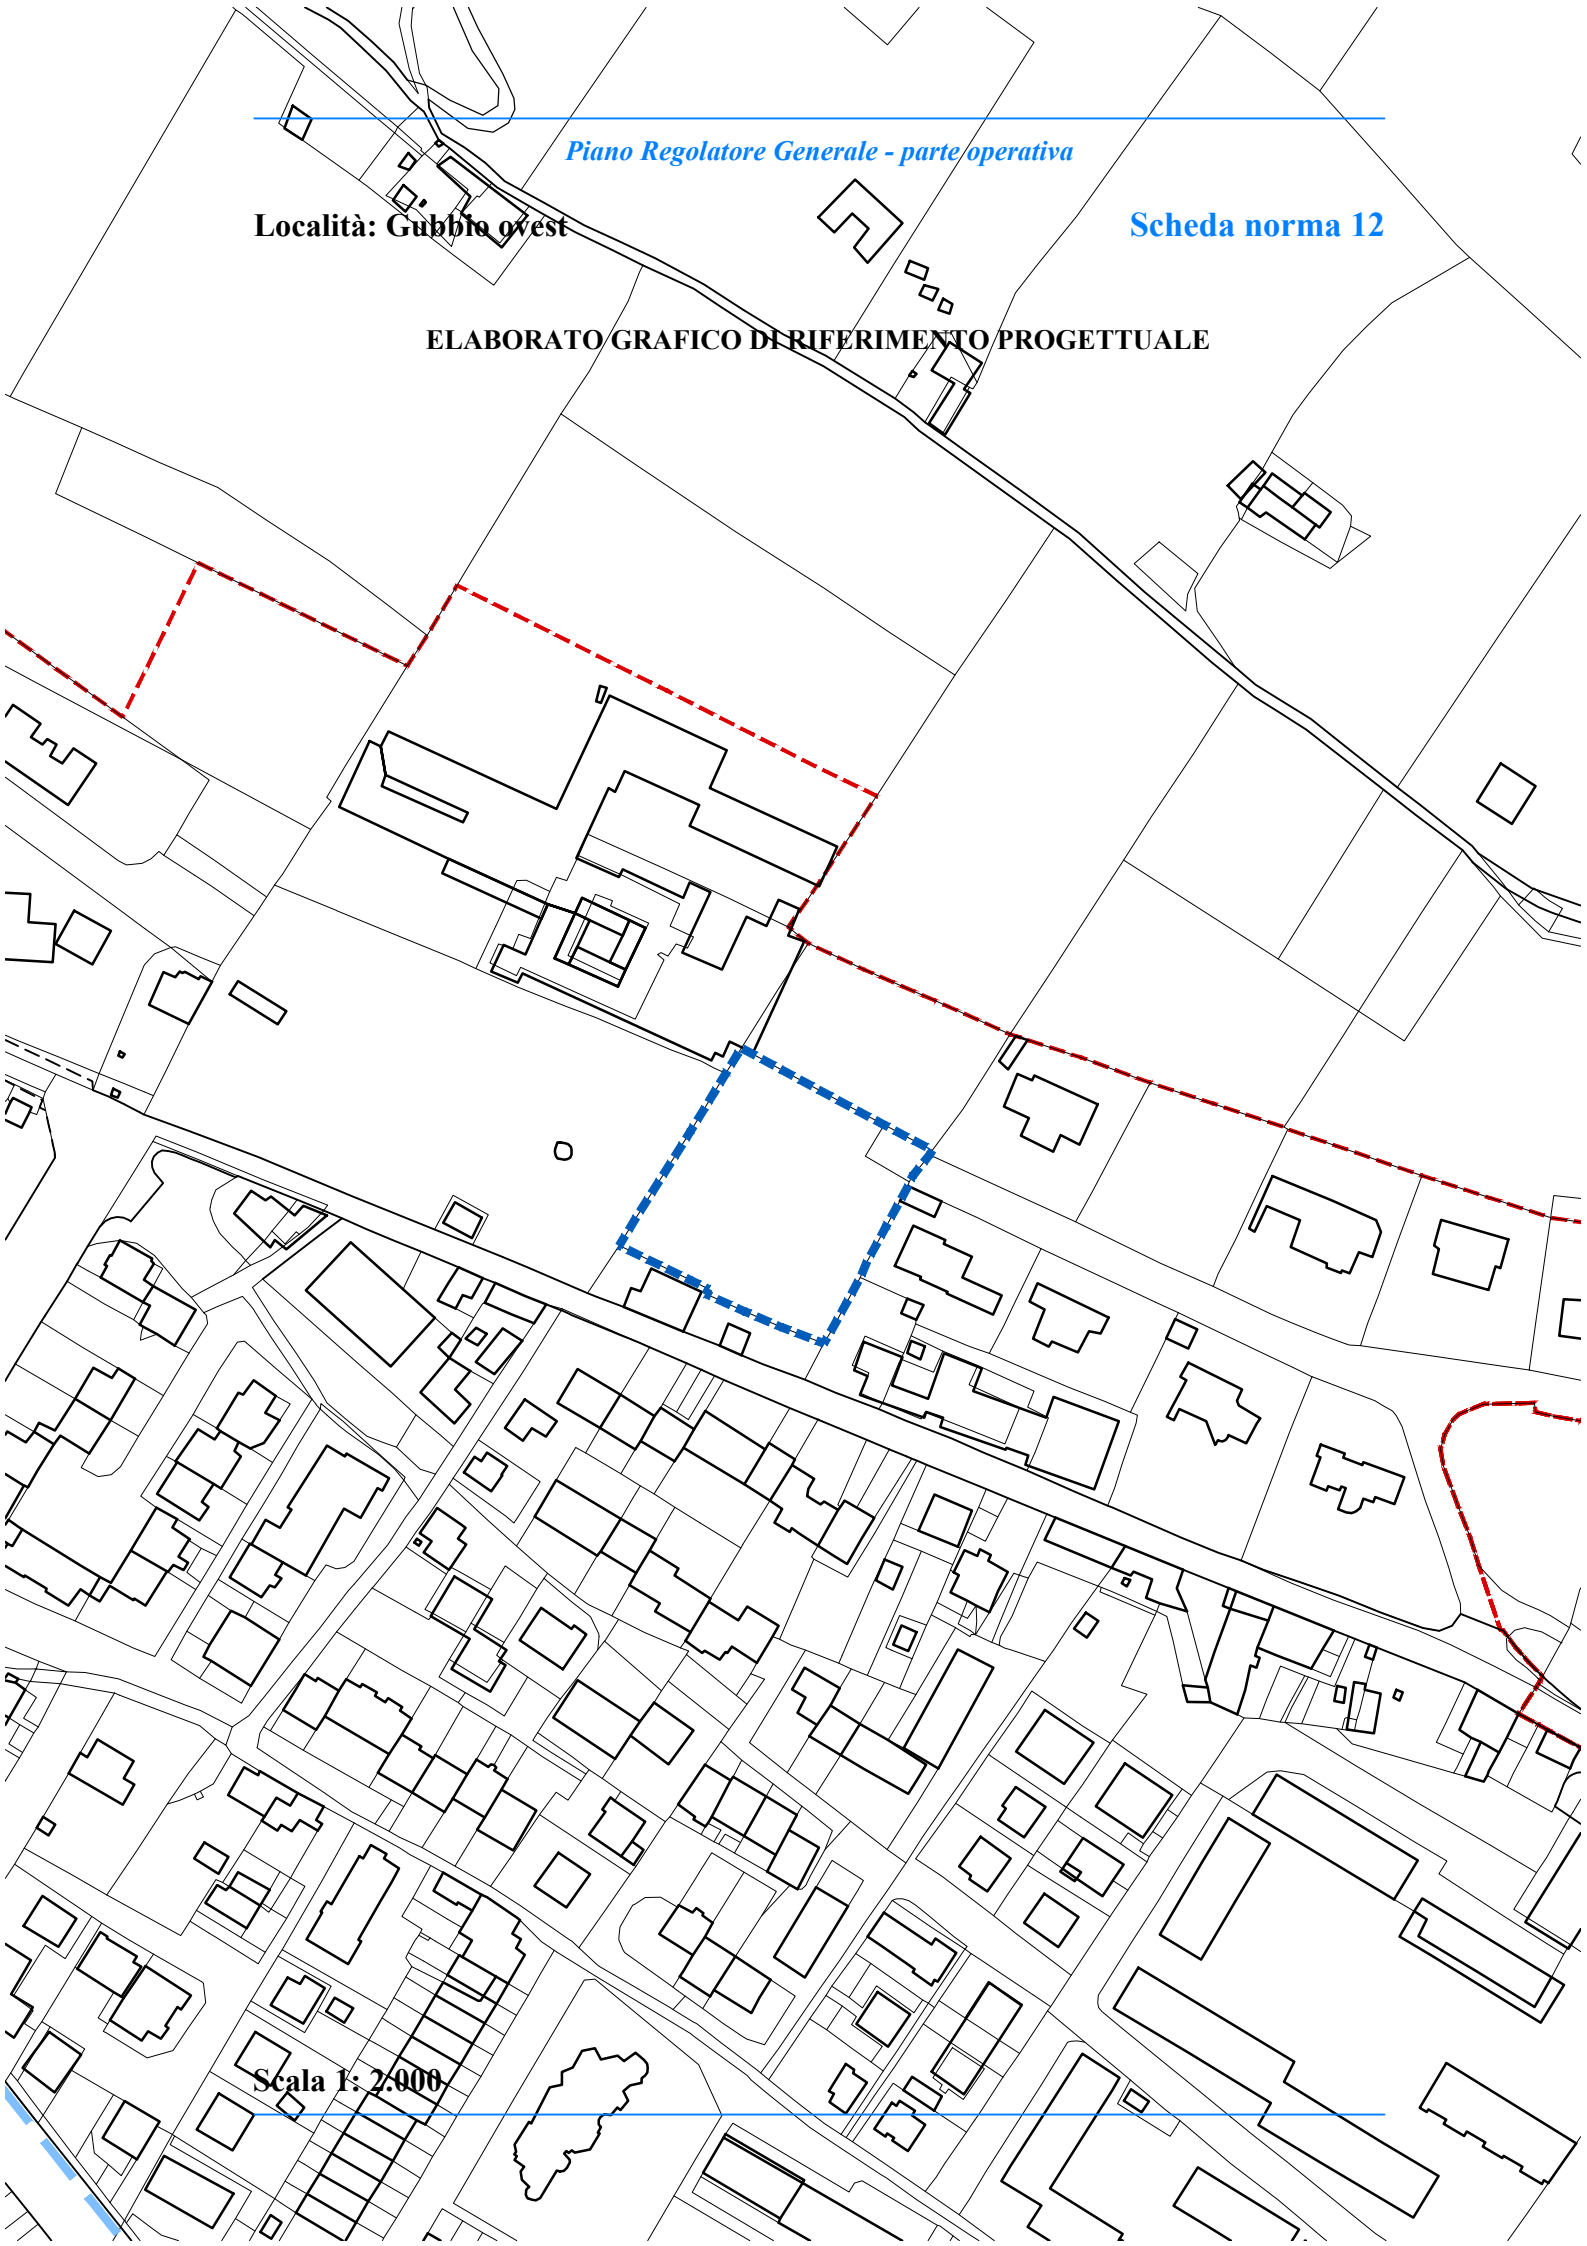 Piano Regolatore Generale - parte operativa
Località: Gubbio ovest
Scheda norma 12
ELABORATO GRAFICO DI RIFERIMENTO PROGETTUALE
Scala 1: 2.000